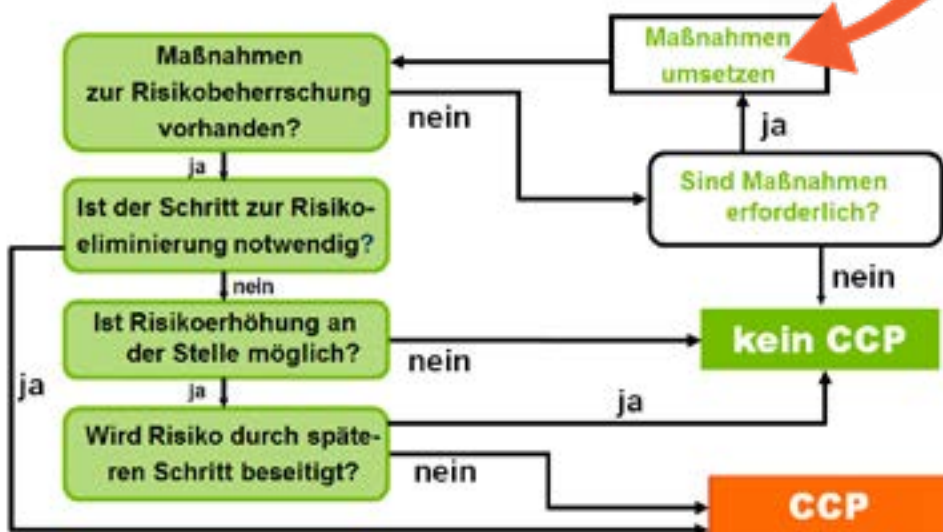 Maßnahmen
zur Risikobeherrschung
vorhanden?
nein
Maßnahmen
umsetzen
ja
Sind Maßnahmen
erforderlich?
nein
ja
Ist der Schritt zur Risiko-
eliminierung notwendig?
nein
Ist Risikoerhöhung an
der Stelle möglich?
nein
kein CCP
ja
ja
Wird Risiko durch späte-
ren Schritt beseitigt?
ja
nein
CCP